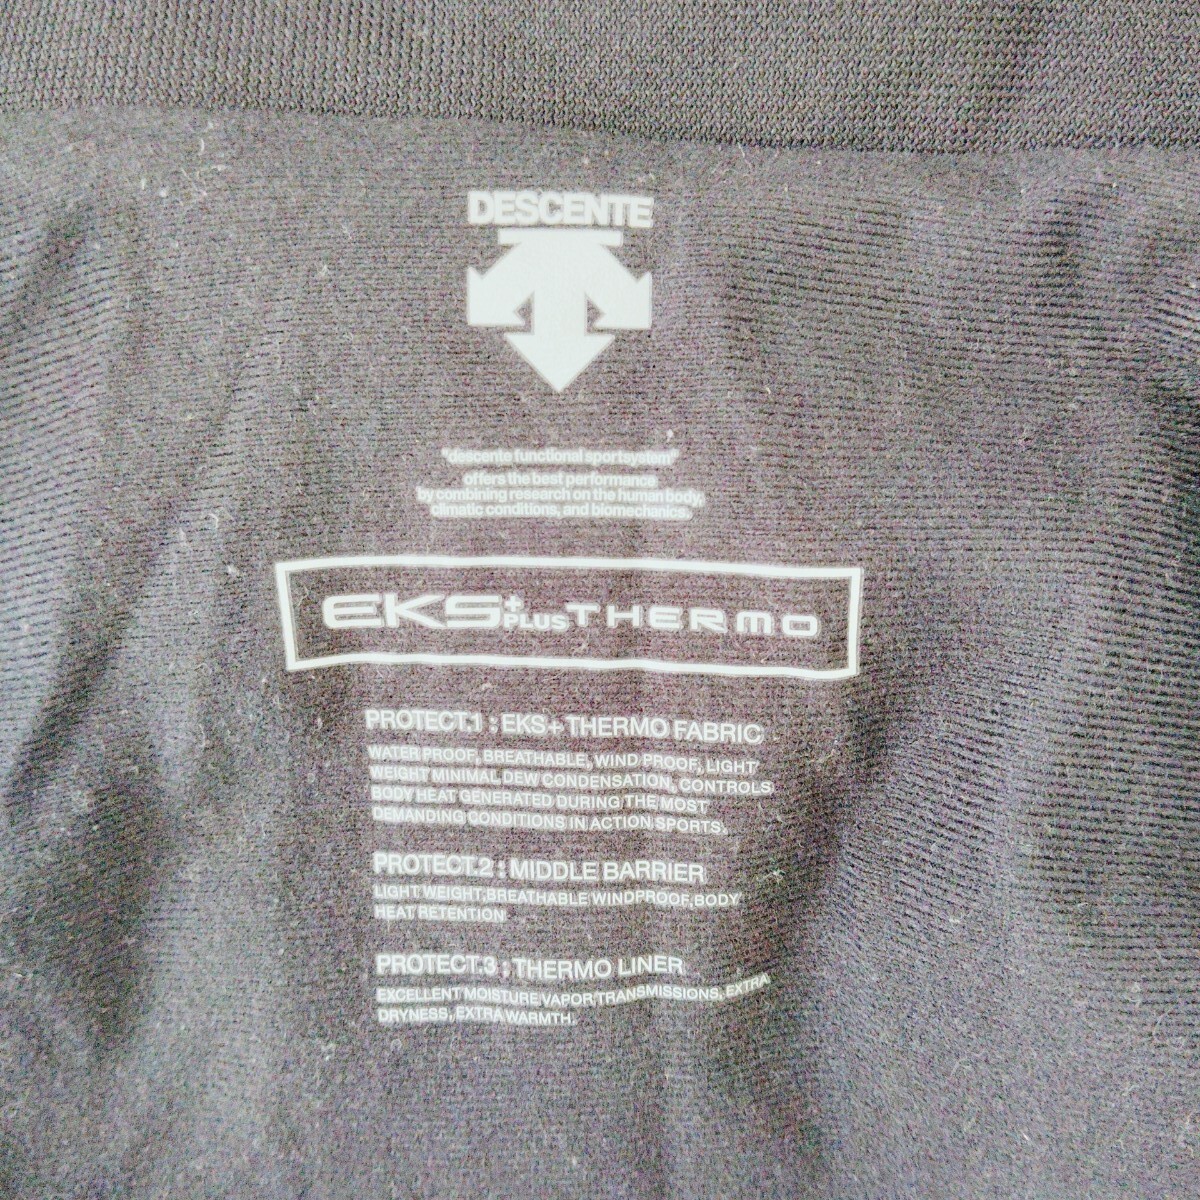 DESCENTE
"descente functional sportsystem"
offers the best performance
by combining research on the human body,
climatic conditions, and biomechanics.
EKS+PLUS THERMO
PROTECT.1 : EKS+ THERMO FABRIC
WATER PROOF, BREATHABLE, WIND PROOF, LIGHT
WEIGHT MINIMAL DEW CONDENSATION, CONTROLS
BODY HEAT GENERATED DURING THE MOST
DEMANDING CONDITIONS IN ACTION SPORTS.
PROTECT.2 : MIDDLE BARRIER
LIGHT WEIGHT,BREATHABLE WINDPROOF,BODY
HEAT RETENTION
PROTECT.3 : THERMO LINER
EXCELLENT MOISTURE VAPOR TRANSMISSIONS, EXTRA
DRYNESS, EXTRA WARMTH.